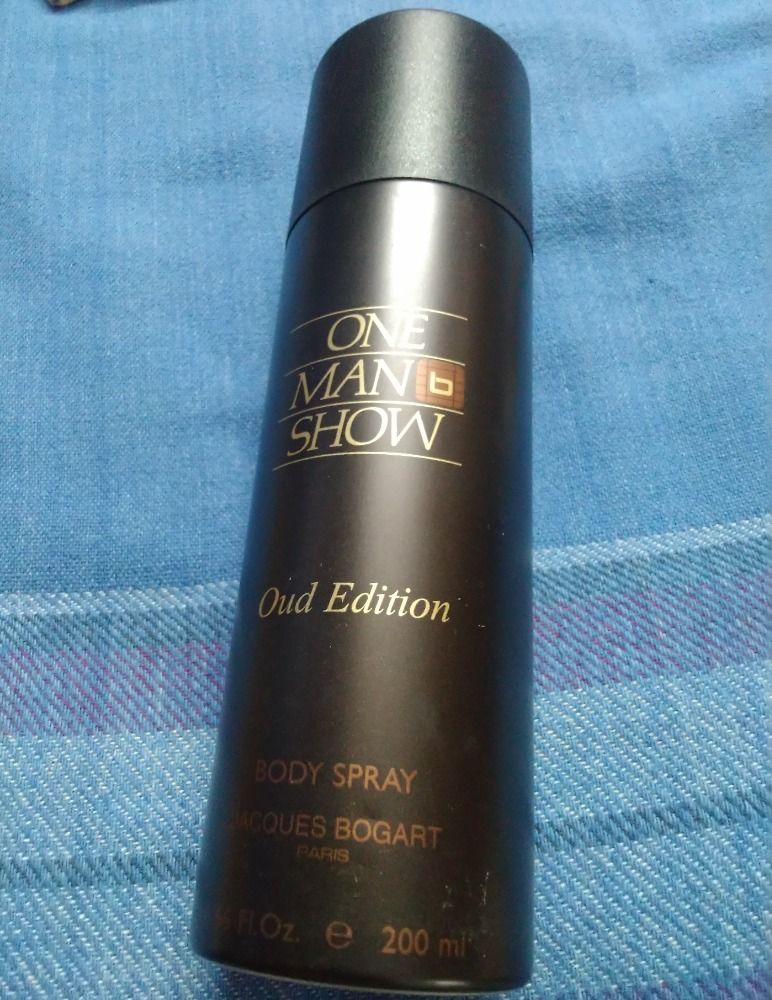 ONE
MAN b
SHOW
Oud Edition
BODY SPRAY
JACQUES BOGART
PARIS
Fl.Oz. e 200 ml